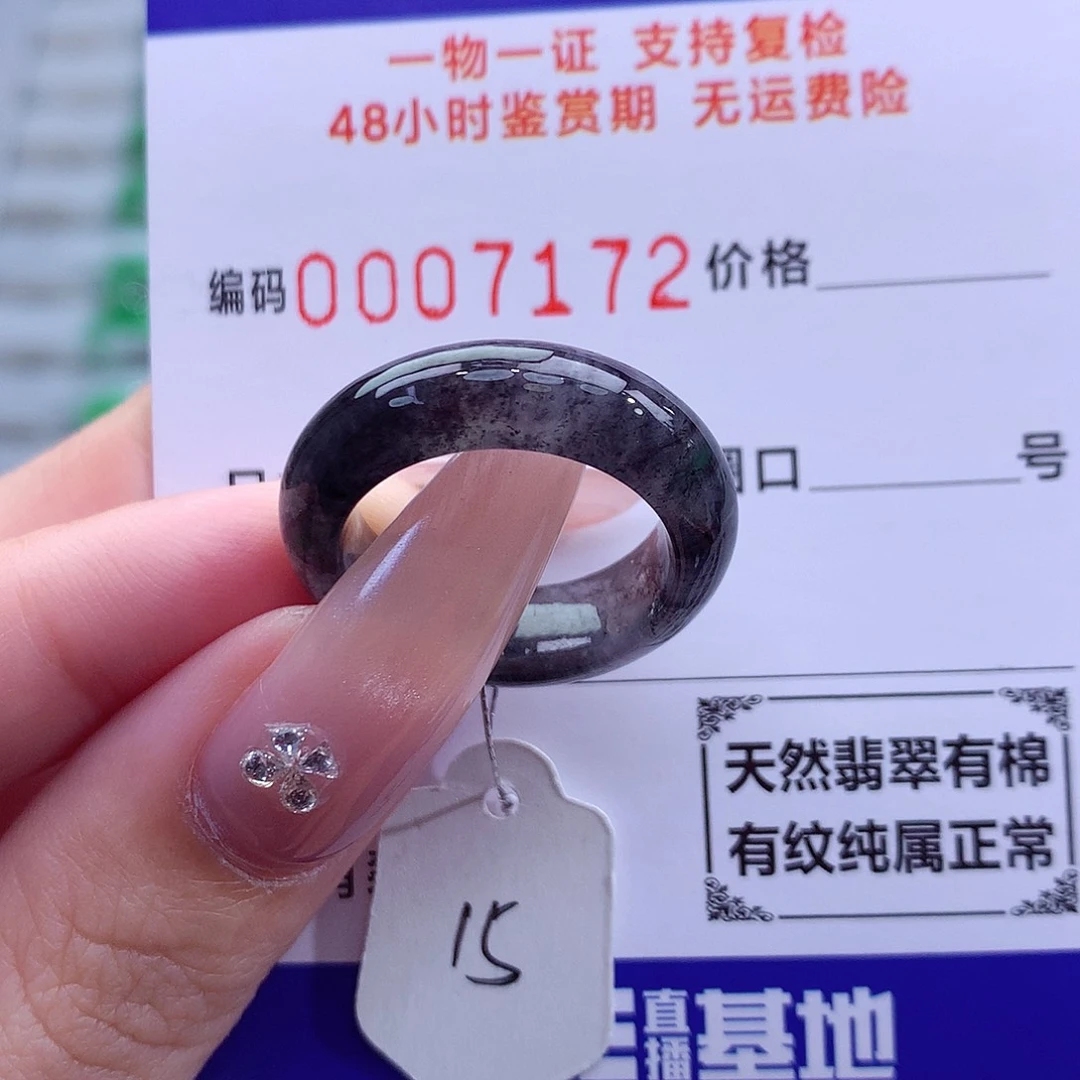 一物一证 支持复检
48小时鉴赏期 无运费险
编码0007172价格
口 号
天然翡翠有棉
有纹纯属正常
15
直播基地